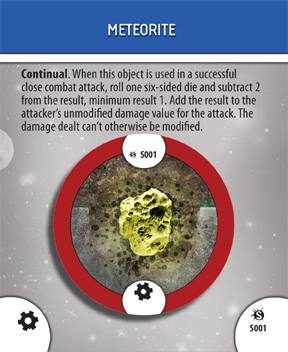 METEORITE
Continual. When this object is used in a successful
close combat attack, roll one six-sided die and subtract 2
from the result, minimum result 1. Add the result to the
attacker's unmodified damage value for the attack. The
damage dealt can't otherwise be modified.
S001
S001